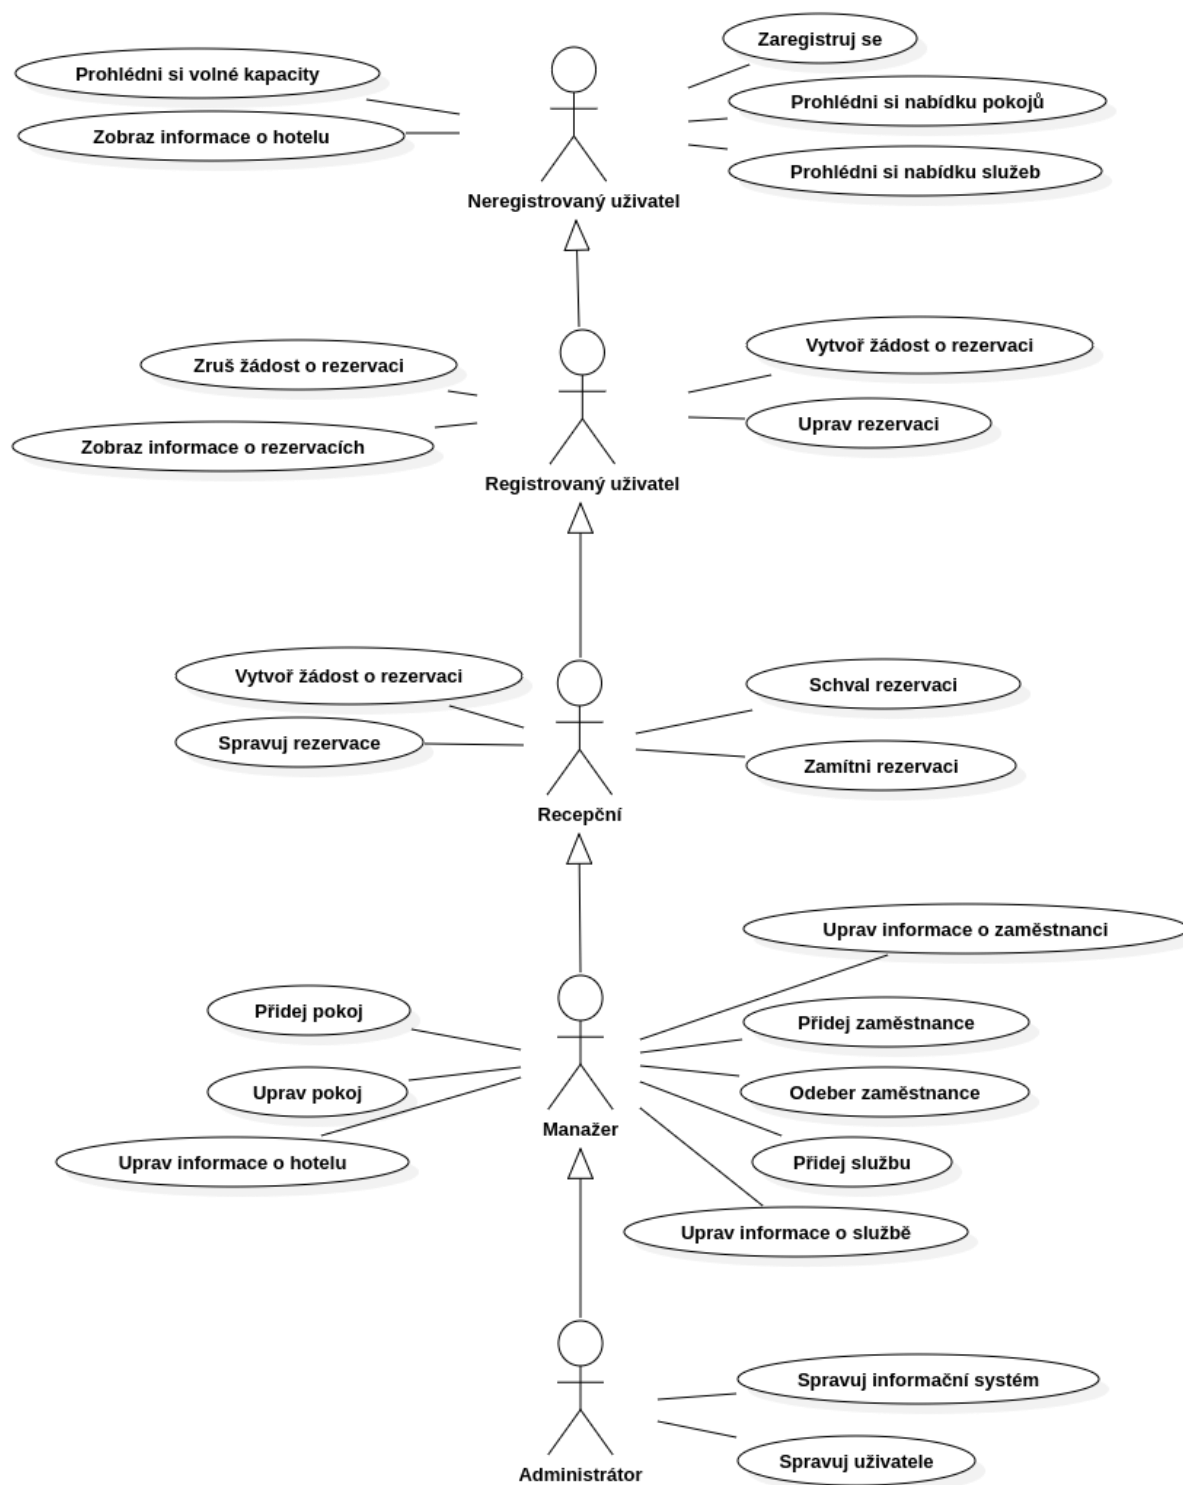 Zaregistruj se
Prohlédni si volné kapacity
Prohlédni si nabídku pokojů
Zobraz informace o hotelu
Prohlédni si nabídku služeb
Neregistrovaný uživatel
Vytvoř žádost o rezervaci
Zruš žádost o rezervaci
Uprav rezervaci
Zobraz informace o rezervacích
Registrovaný uživatel
Vytvoř žádost o rezervaci
Schval rezervaci
Spravuj rezervace
Zamítni rezervaci
Recepční
Uprav informace o zaměstnanci
Přidej pokoj
Přidej zaměstnance
Uprav pokoj
Odeber zaměstnance
Manažer
Uprav informace o hotelu
Přidej službu
Uprav informace o službě
Spravuj informační systém
Spravuj uživatele
Administrátor